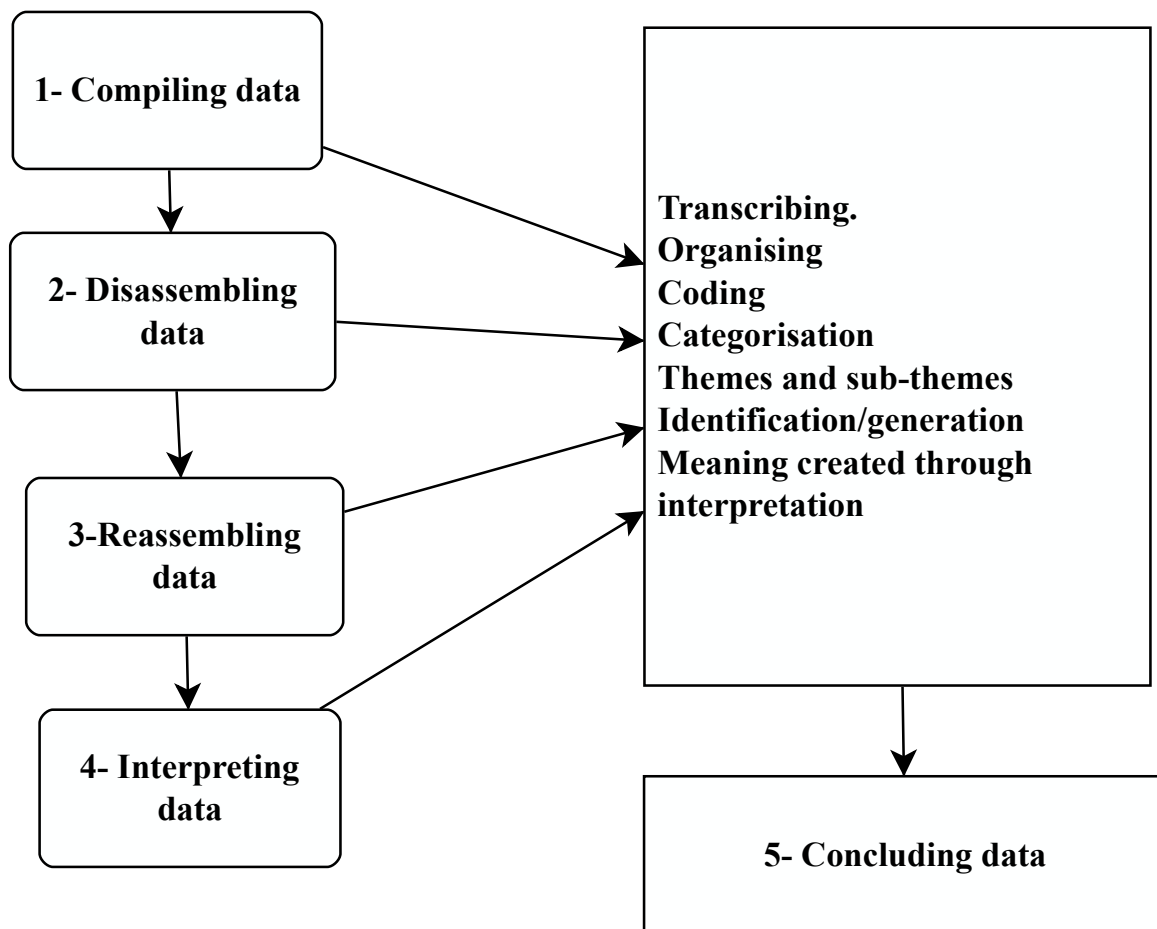 1- Compiling data
2- Disassembling
data
3-Reassembling
data
4- Interpreting
data
Transcribing.
Organising
Coding
Categorisation
Themes and sub-themes
Identification/generation
Meaning created through
interpretation
5- Concluding data